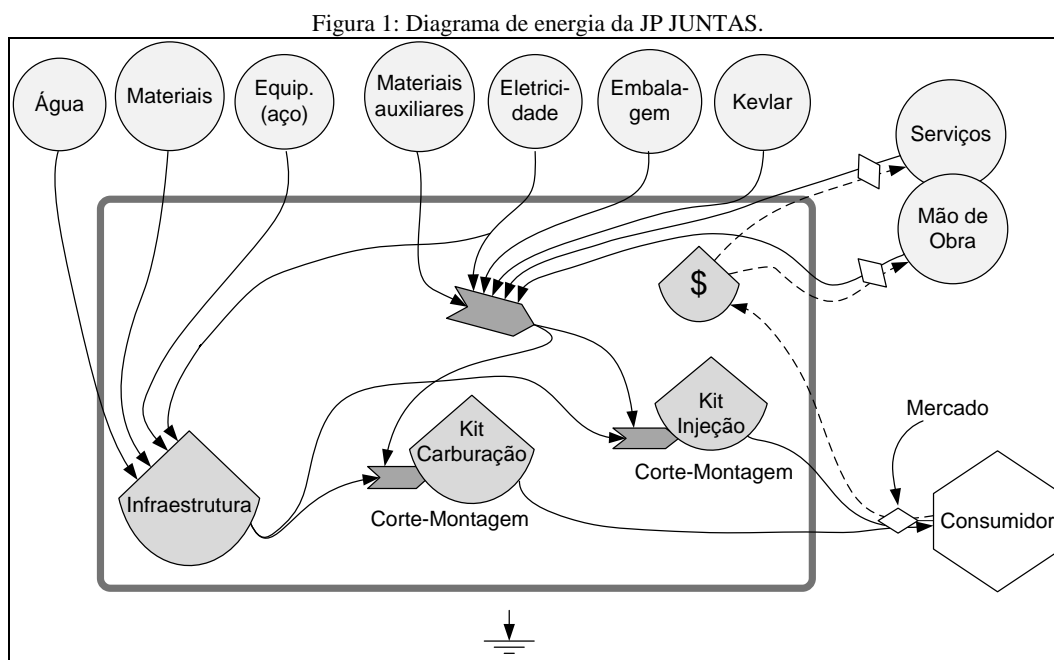 Figura 1: Diagrama de energia da JP JUNTAS.
Água
Materiais
Equip.
(aço)
Materiais
auxiliares
Eletrici-
dade
Embala-
gem
Kevlar
Serviços
Mão de
Obra
$
Kit
Injeção
Mercado
Kit
Carburação
Corte-Montagem
Infraestrutura
Corte-Montagem
Consumidor